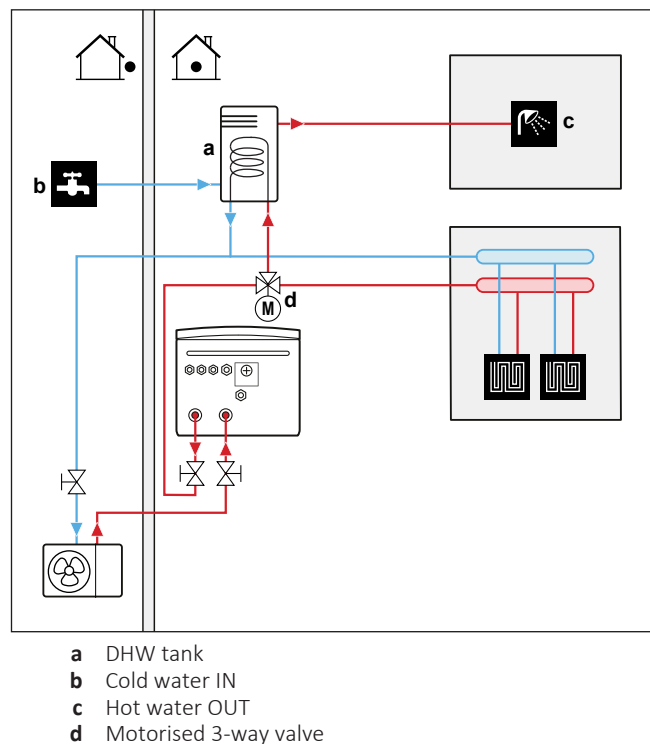 a
b
c
d
M
a DHW tank
b Cold water IN
c Hot water OUT
d Motorised 3-way valve